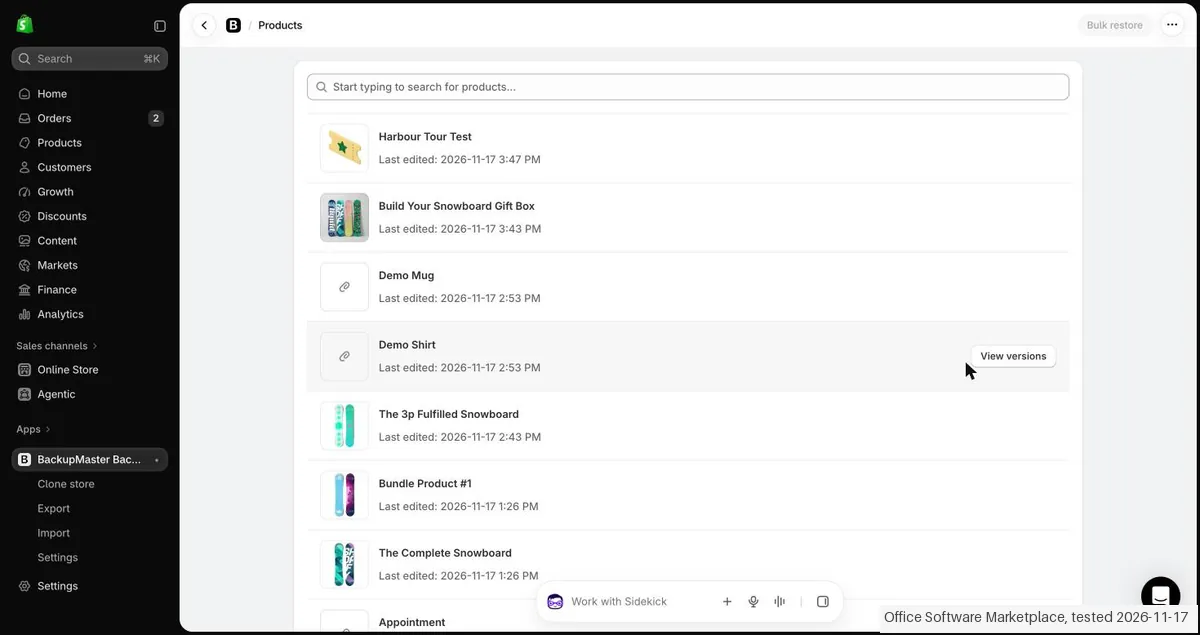 Search ⌘K
Home
Orders 2
Products
Customers
Growth
Discounts
Content
Markets
Finance
Analytics
Sales channels
Online Store
Agentic
Apps
B BackupMaster Bac...
Clone store
Export
Import
Settings
Settings
B / Products
Bulk restore
Start typing to search for products...
Harbour Tour Test
Last edited: 2026-11-17 3:47 PM
Build Your Snowboard Gift Box
Last edited: 2026-11-17 3:43 PM
Demo Mug
Last edited: 2026-11-17 2:53 PM
Demo Shirt
Last edited: 2026-11-17 2:53 PM
View versions
The 3p Fulfilled Snowboard
Last edited: 2026-11-17 2:43 PM
Bundle Product #1
Last edited: 2026-11-17 1:26 PM
The Complete Snowboard
Last edited: 2026-11-17 1:26 PM
Appointment
Work with Sidekick
Office Software Marketplace, tested 2026-11-17